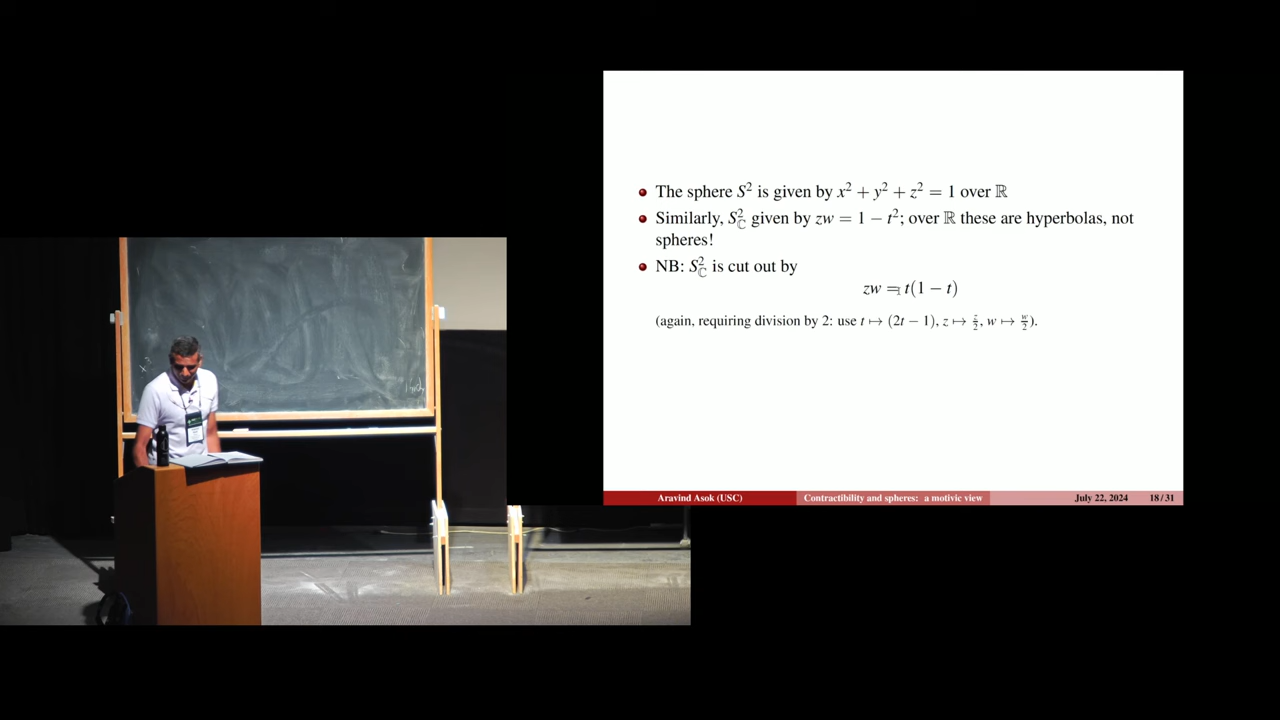 The sphere S² is given by x² + y² + z² = 1 over ℝ
Similarly, S²_ℂ given by zw = 1 − t²; over ℝ these are hyperbolas, not
spheres!
NB: S²_ℂ is cut out by
zw = t(1 − t)
(again, requiring division by 2: use t ↦ (2t − 1), z ↦ z/2, w ↦ w/2).
Aravind Asok (USC) Contractibility and spheres: a motivic view July 22, 2024 18 / 31